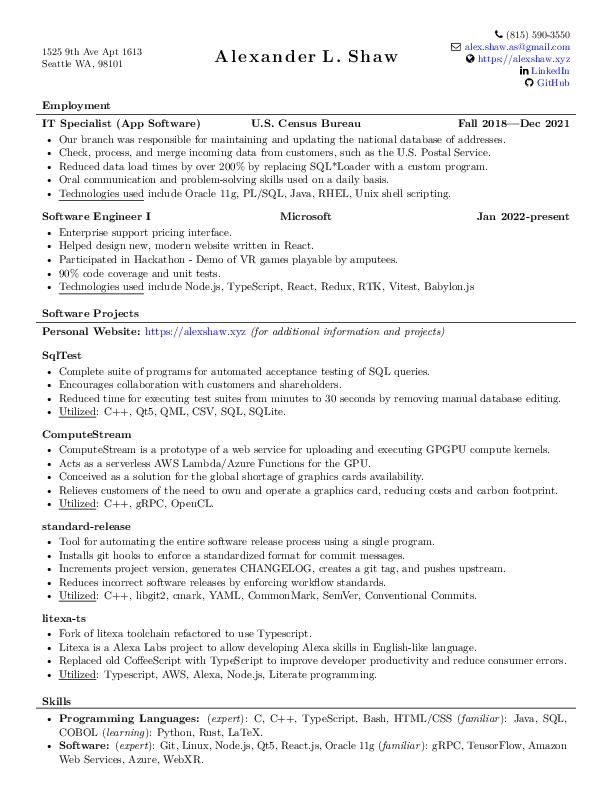 1525 9th Ave Apt 1613
Seattle WA, 98101
Alexander L. Shaw
(815) 590-3550
alex.shaw.as@gmail.com
https://alexshaw.xyz
LinkedIn
GitHub
Employment
IT Specialist (App Software) U.S. Census Bureau Fall 2018—Dec 2021
• Our branch was responsible for maintaining and updating the national database of addresses.
• Check, process, and merge incoming data from customers, such as the U.S. Postal Service.
• Reduced data load times by over 200% by replacing SQL*Loader with a custom program.
• Oral communication and problem-solving skills used on a daily basis.
• Technologies used include Oracle 11g, PL/SQL, Java, RHEL, Unix shell scripting.
Software Engineer I Microsoft Jan 2022-present
• Enterprise support pricing interface.
• Helped design new, modern website written in React.
• Participated in Hackathon - Demo of VR games playable by amputees.
• 90% code coverage and unit tests.
• Technologies used include Node.js, TypeScript, React, Redux, RTK, Vitest, Babylon.js
Software Projects
Personal Website: https://alexshaw.xyz (for additional information and projects)
SqlTest
• Complete suite of programs for automated acceptance testing of SQL queries.
• Encourages collaboration with customers and shareholders.
• Reduced time for executing test suites from minutes to 30 seconds by removing manual database editing.
• Utilized: C++, Qt5, QML, CSV, SQL, SQLite.
ComputeStream
• ComputeStream is a prototype of a web service for uploading and executing GPGPU compute kernels.
• Acts as a serverless AWS Lambda/Azure Functions for the GPU.
• Conceived as a solution for the global shortage of graphics cards availability.
• Relieves customers of the need to own and operate a graphics card, reducing costs and carbon footprint.
• Utilized: C++, gRPC, OpenCL.
standard-release
• Tool for automating the entire software release process using a single program.
• Installs git hooks to enforce a standardized format for commit messages.
• Increments project version, generates CHANGELOG, creates a git tag, and pushes upstream.
• Reduces incorrect software releases by enforcing workflow standards.
• Utilized: C++, libgit2, cmark, YAML, CommonMark, SemVer, Conventional Commits.
litexa-ts
• Fork of litexa toolchain refactored to use Typescript.
• Litexa is a Alexa Labs project to allow developing Alexa skills in English-like language.
• Replaced old CoffeeScript with TypeScript to improve developer productivity and reduce consumer errors.
• Utilized: Typescript, AWS, Alexa, Node.js, Literate programming.
Skills
• Programming Languages: (expert): C, C++, TypeScript, Bash, HTML/CSS (familiar): Java, SQL,
COBOL (learning): Python, Rust, LaTeX.
• Software: (expert): Git, Linux, Node.js, Qt5, React.js, Oracle 11g (familiar): gRPC, TensorFlow, Amazon
Web Services, Azure, WebXR.